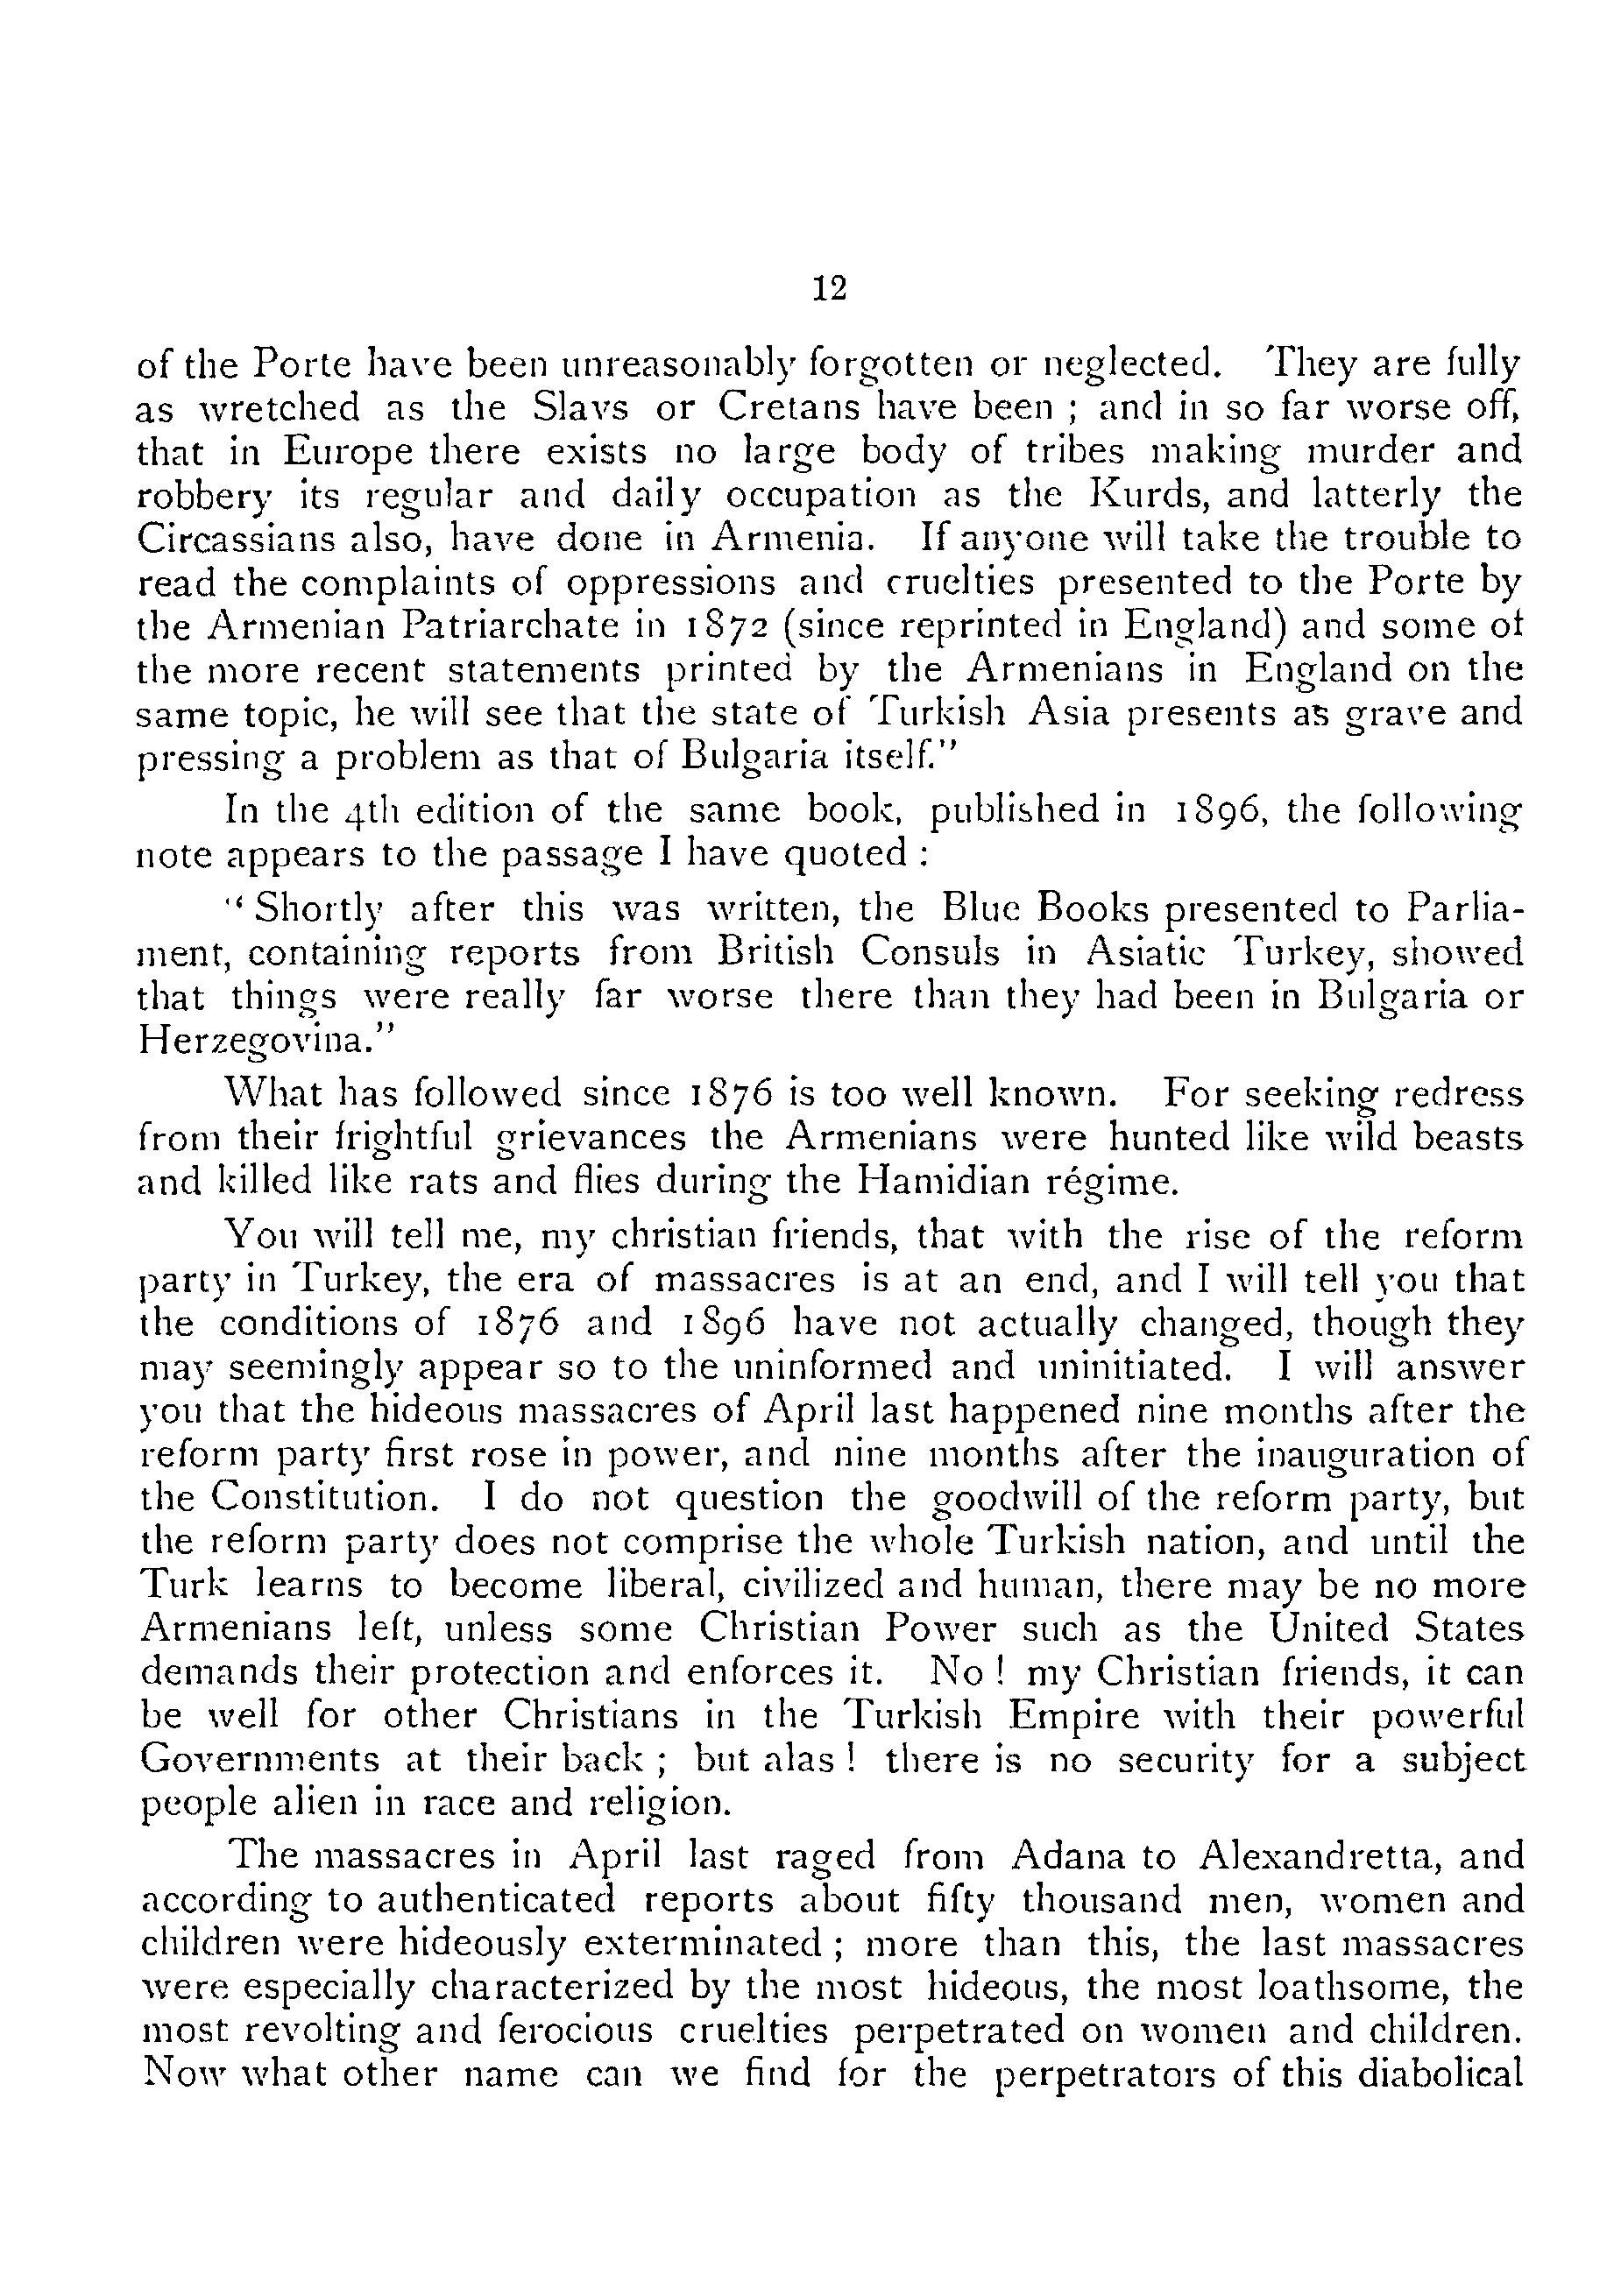 12
of the Porte have been unreasonably forgotten or neglected. They are fully
as wretched as the Slavs or Cretans have been ; and in so far worse off,
that in Europe there exists no large body of tribes making murder and
robbery its regular and daily occupation as the Kurds, and latterly the
Circassians also, have done in Armenia. If anyone will take the trouble to
read the complaints of oppressions and cruelties presented to the Porte by
the Armenian Patriarchate in 1872 (since reprinted in England) and some of
the more recent statements printed by the Armenians in England on the
same topic, he will see that the state of Turkish Asia presents as grave and
pressing a problem as that of Bulgaria itself.”
In the 4th edition of the same book, published in 1896, the following
note appears to the passage I have quoted :
“ Shortly after this was written, the Blue Books presented to Parlia-
ment, containing reports from British Consuls in Asiatic Turkey, showed
that things were really far worse there than they had been in Bulgaria or
Herzegovina.”
What has followed since 1876 is too well known. For seeking redress
from their frightful grievances the Armenians were hunted like wild beasts
and killed like rats and flies during the Hamidian régime.
You will tell me, my christian friends, that with the rise of the reform
party in Turkey, the era of massacres is at an end, and I will tell you that
the conditions of 1876 and 1896 have not actually changed, though they
may seemingly appear so to the uninformed and uninitiated. I will answer
you that the hideous massacres of April last happened nine months after the
reform party first rose in power, and nine months after the inauguration of
the Constitution. I do not question the goodwill of the reform party, but
the reform party does not comprise the whole Turkish nation, and until the
Turk learns to become liberal, civilized and human, there may be no more
Armenians left, unless some Christian Power such as the United States
demands their protection and enforces it. No ! my Christian friends, it can
be well for other Christians in the Turkish Empire with their powerful
Governments at their back ; but alas ! there is no security for a subject
people alien in race and religion.
The massacres in April last raged from Adana to Alexandretta, and
according to authenticated reports about fifty thousand men, women and
children were hideously exterminated ; more than this, the last massacres
were especially characterized by the most hideous, the most loathsome, the
most revolting and ferocious cruelties perpetrated on women and children.
Now what other name can we find for the perpetrators of this diabolical